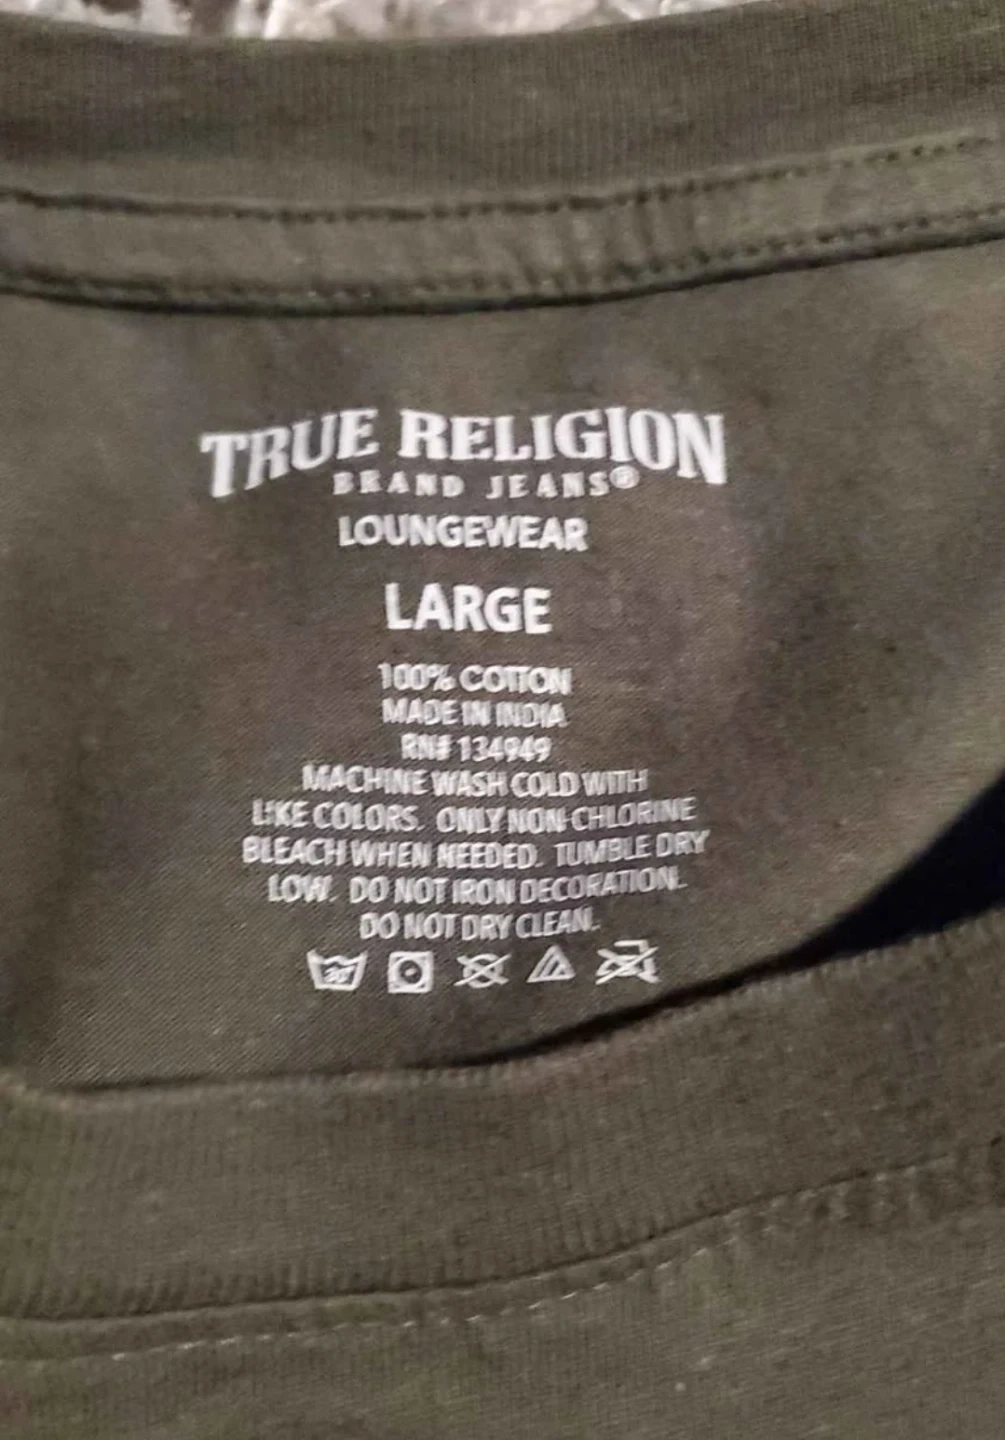 TRUE RELIGION
BRAND JEANS®
LOUNGEWEAR
LARGE
100% COTTON
MADE IN INDIA
RN# 134949
MACHINE WASH COLD WITH
LIKE COLORS. ONLY NON-CHLORINE
BLEACH WHEN NEEDED. TUMBLE DRY
LOW. DO NOT IRON DECORATION.
DO NOT DRY CLEAN.
30°